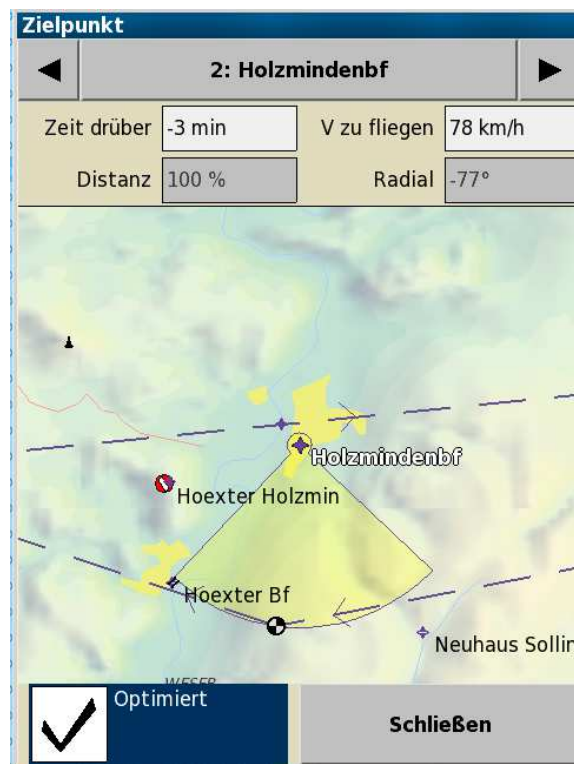 Zielpunkt
2: Holzmindenbf
Zeit drüber -3 min V zu fliegen 78 km/h
Distanz 100 % Radial -77°
Holzmindenbf
Hoexter Holzmin
Hoexter Bf
Neuhaus Sollin
WESER
Optimiert
Schließen